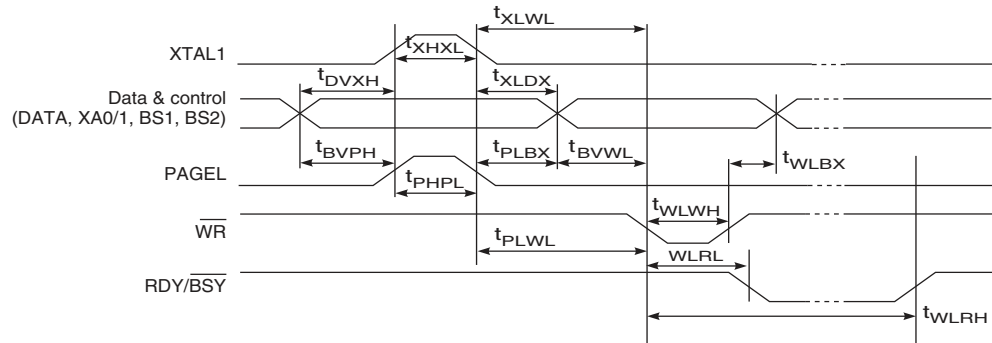 tXLWL
XTAL1
tXHXL
tDVXH
tXLDX
Data & control
(DATA, XA0/1, BS1, BS2)
tBVPH
tPLBX
tBVWL
tWLBX
PAGEL
tPHPL
tWLWH
WR
tPLWL
WLRL
RDY/BSY
tWLRH